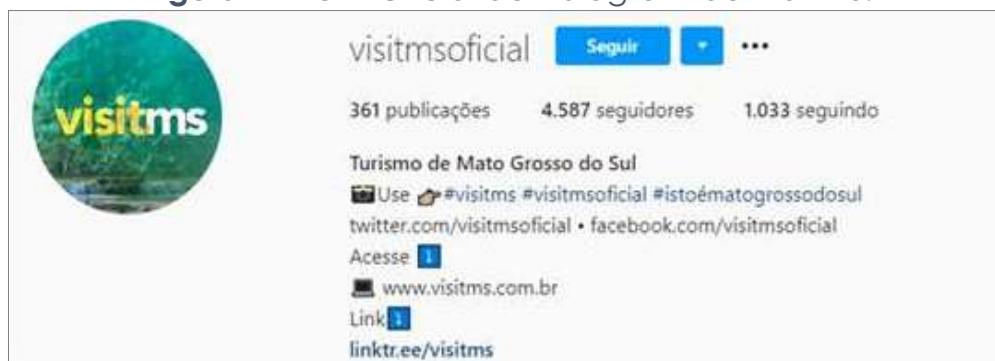 visitms
visitmsoficial Seguir
361 publicações 4.587 seguidores 1.033 seguindo
Turismo de Mato Grosso do Sul
Use #visitms #visitmsoficial #istoématogrossodosul
twitter.com/visitmsoficial • facebook.com/visitmsoficial
Acesse
www.visitms.com.br
Link
linktr.ee/visitms